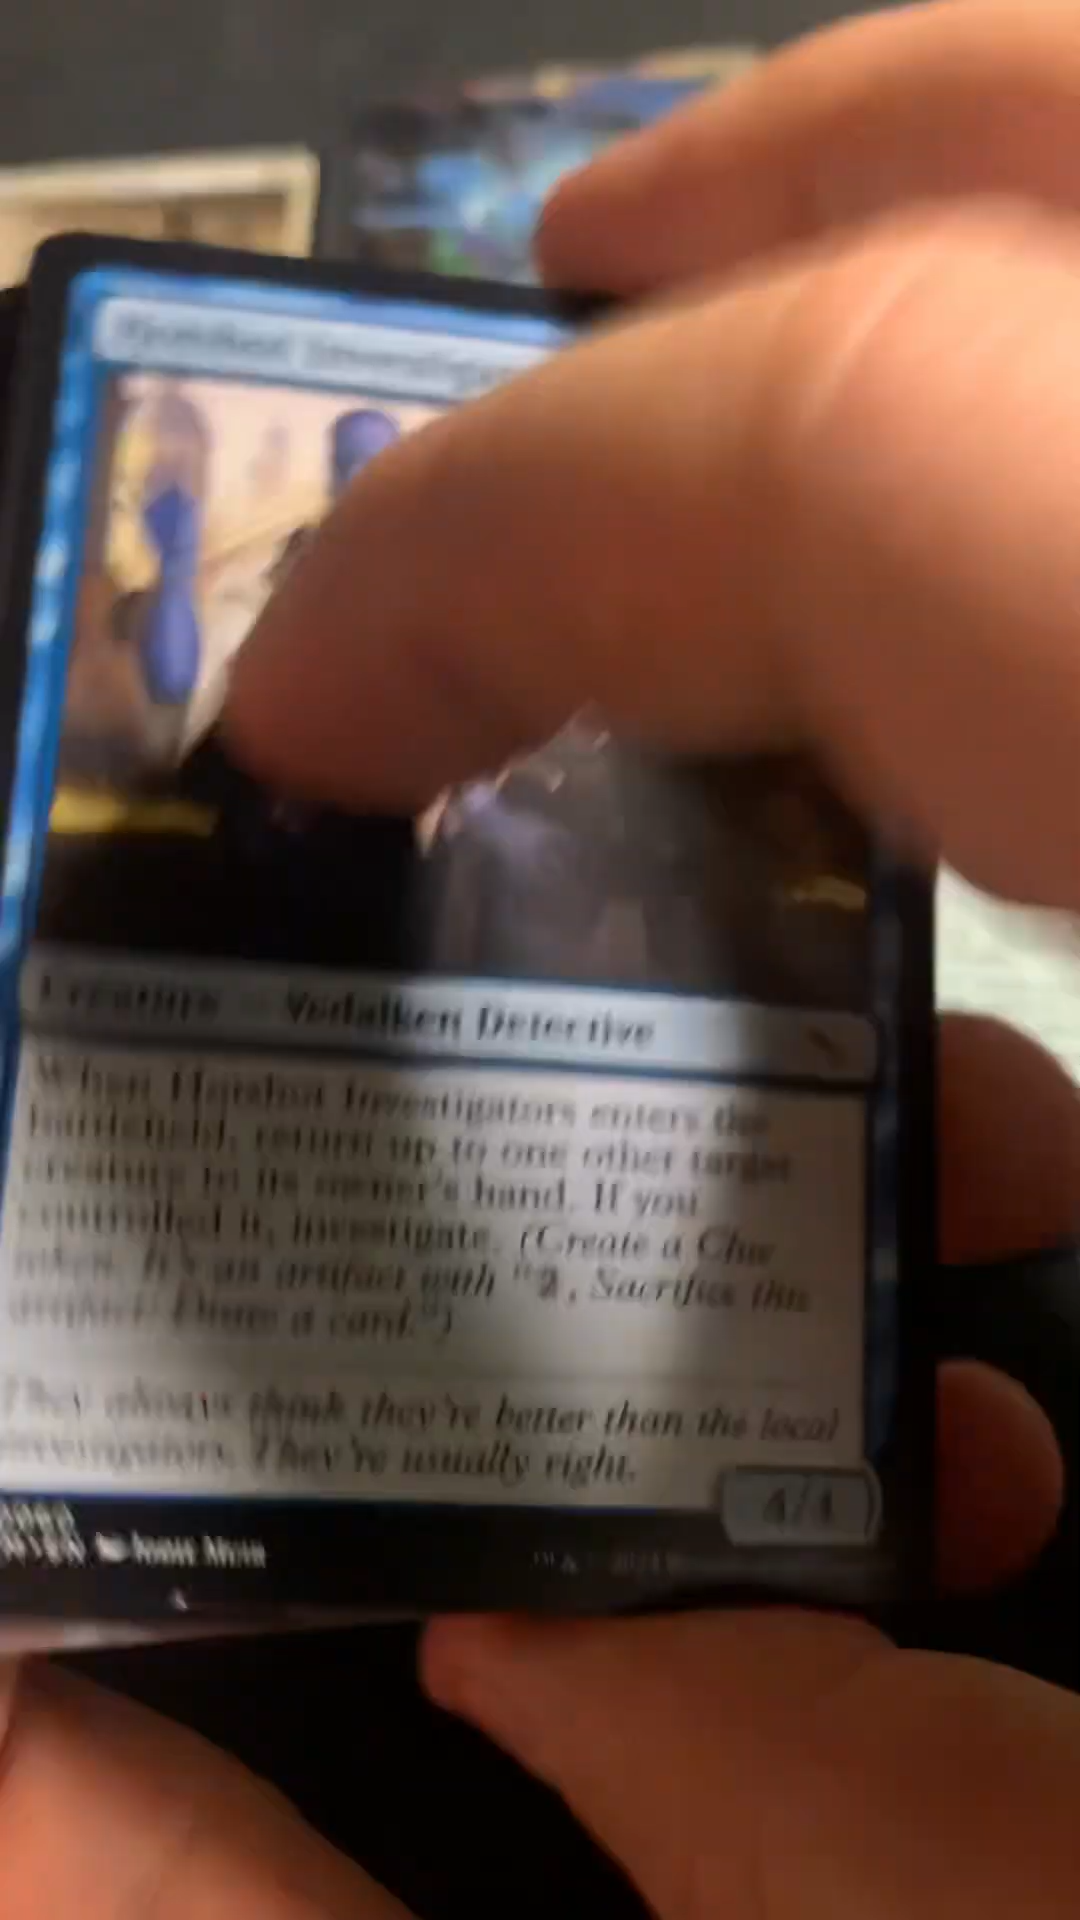 Hotshot Investigators
Creature — Vedalken Detective
When Hotshot Investigators enters the
battlefield, return up to one other target
creature to its owner's hand. If you
controlled it, investigate. (Create a Clue
token. It's an artifact with "2, Sacrifice this
artifact: Draw a card.")
They always think they're better than the local
investigators. They're usually right.
4/4